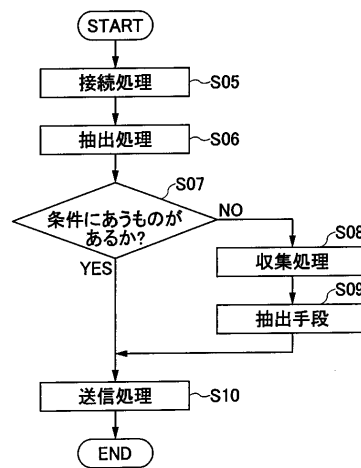 START
接続処理
S05
抽出処理
S06
S07
条件にあうものが
あるか?
NO
YES
S08
収集処理
S09
抽出手段
送信処理
S10
END